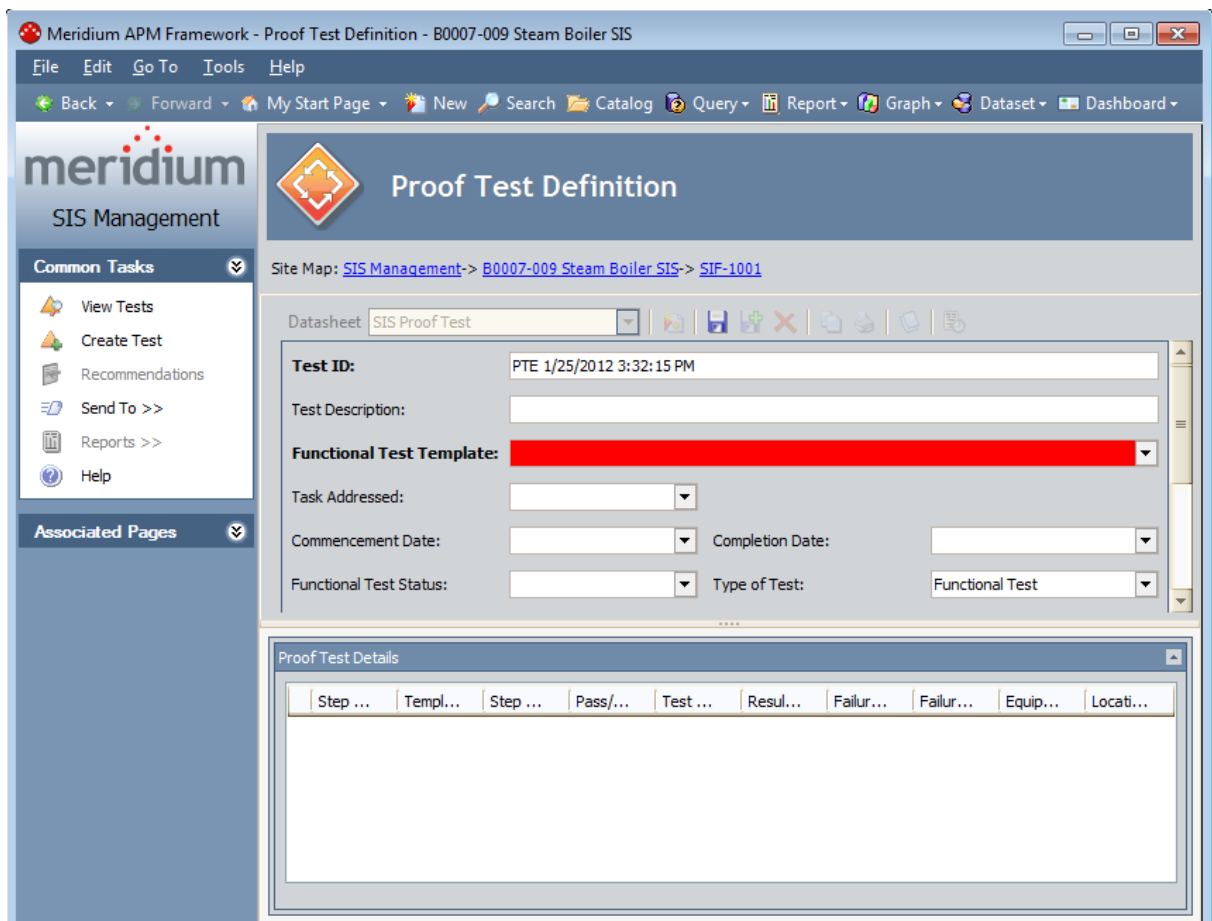 Meridium APM Framework - Proof Test Definition - B0007-009 Steam Boiler SIS
File Edit Go To Tools Help
Back Forward My Start Page New Search Catalog Query Report Graph Dataset Dashboard
meridium
SIS Management
Proof Test Definition
Common Tasks
View Tests
Create Test
Recommendations
Send To >>
Reports >>
Help
Associated Pages
Site Map: SIS Management-> B0007-009 Steam Boiler SIS-> SIF-1001
Datasheet SIS Proof Test
Test ID: PTE 1/25/2012 3:32:15 PM
Test Description:
Functional Test Template:
Task Addressed:
Commencement Date: Completion Date:
Functional Test Status: Type of Test: Functional Test
Proof Test Details
Step ... Templ... Step ... Pass/... Test ... Resul... Failur... Failur... Equip... Locati...